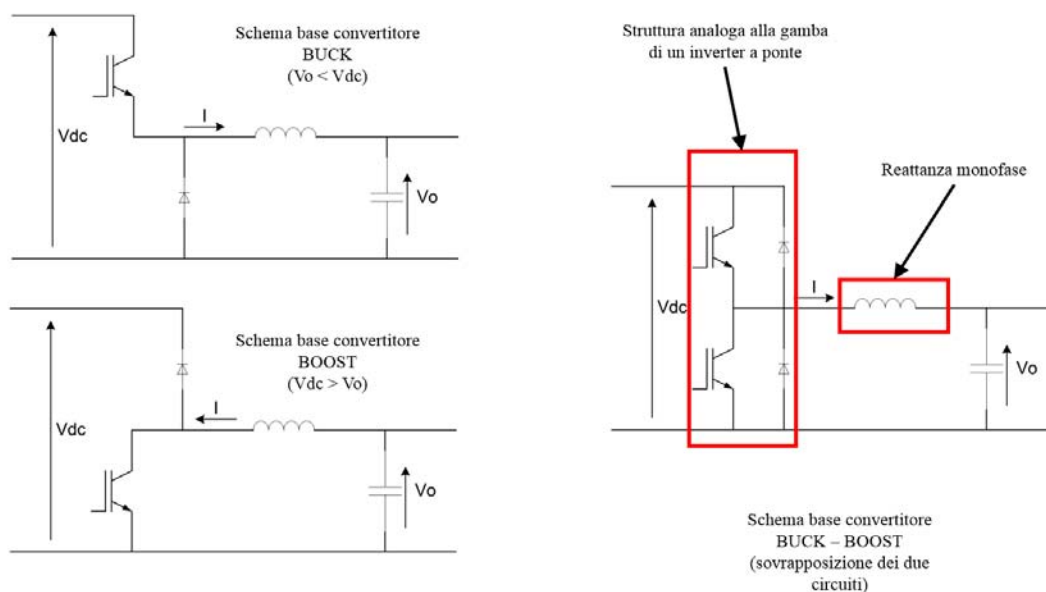 Schema base convertitore
BUCK
(Vo < Vdc)
Vdc
I
Vo
Schema base convertitore
BOOST
(Vdc > Vo)
Vdc
I
Vo
Struttura analoga alla gamba
di un inverter a ponte
Reattanza monofase
Vdc
I
Vo
Schema base convertitore
BUCK – BOOST
(sovrapposizione dei due
circuiti)